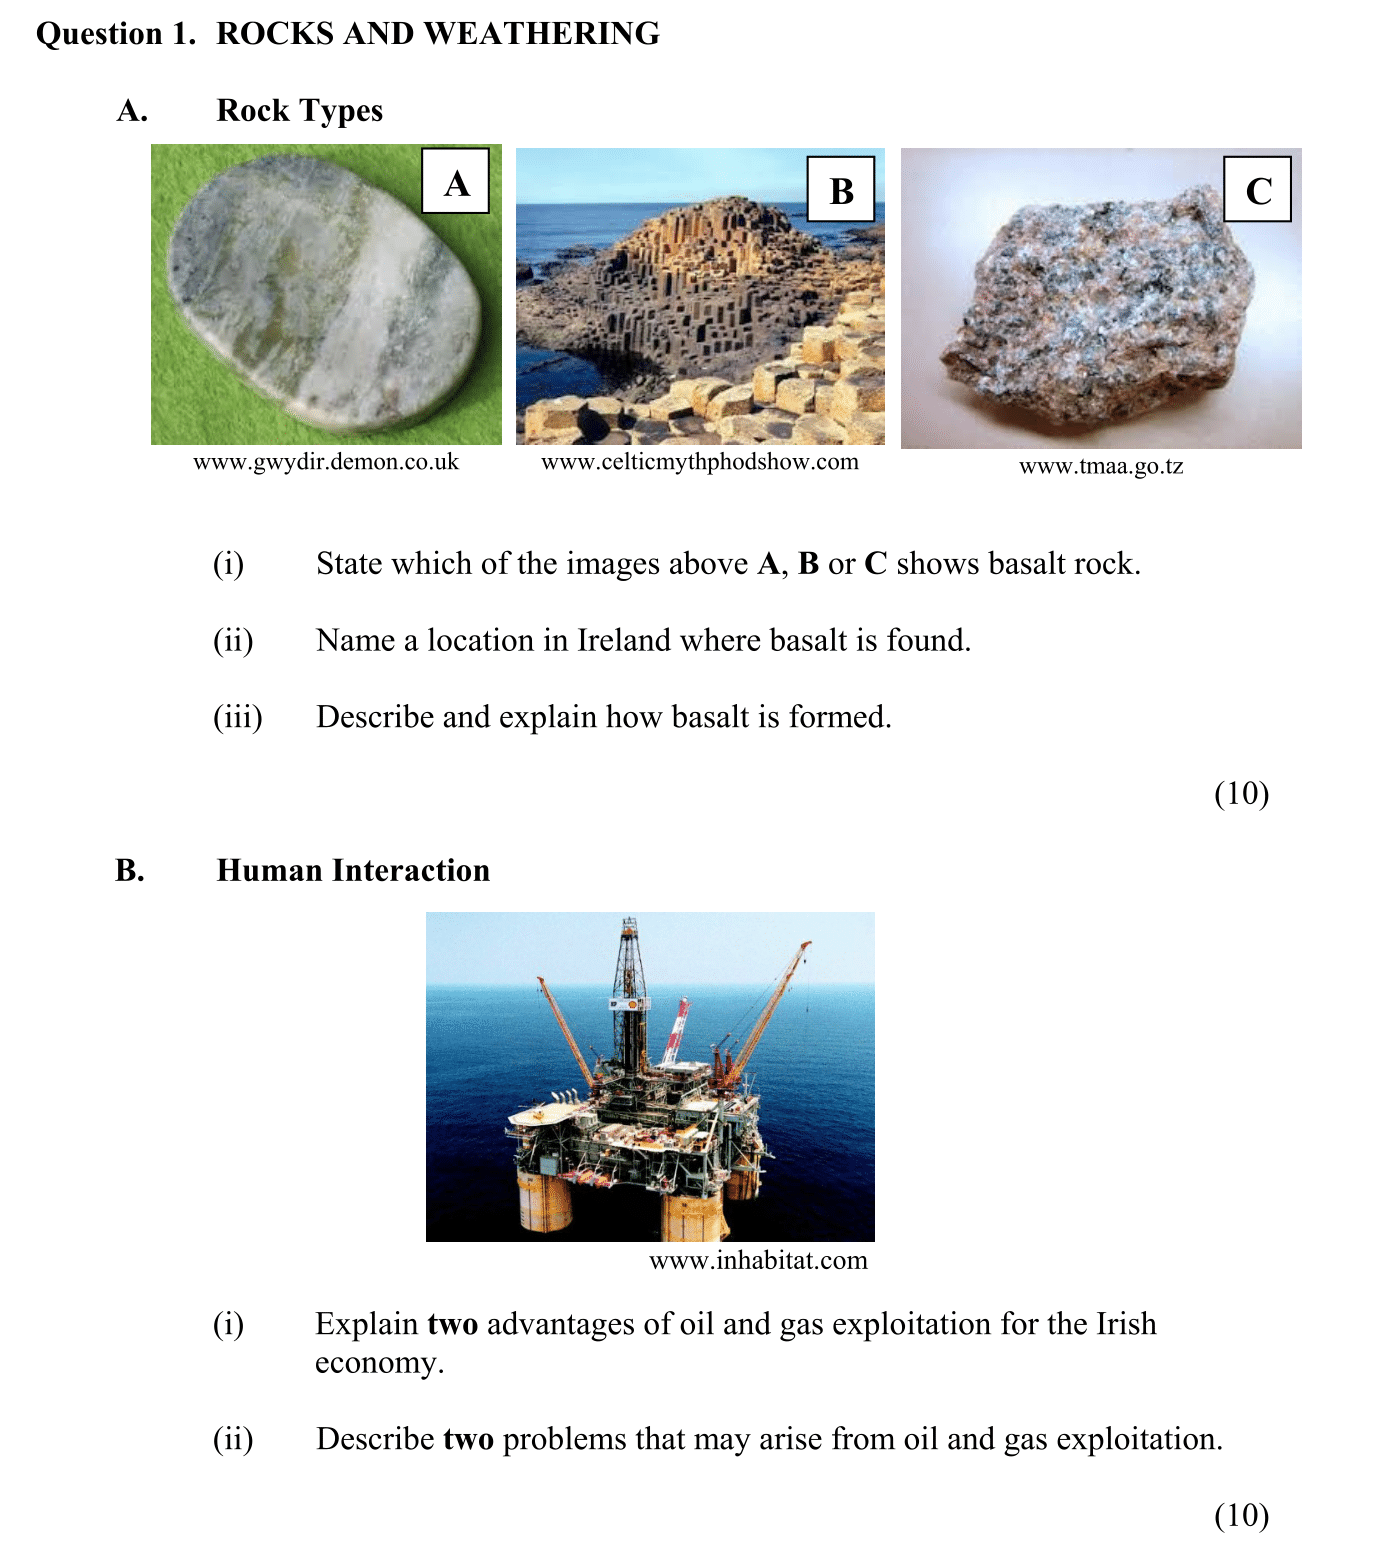 Question 1. ROCKS AND WEATHERING
A. Rock Types
A
B
C
www.gwydir.demon.co.uk
www.celticmythphodshow.com
www.tmaa.go.tz
(i) State which of the images above A, B or C shows basalt rock.
(ii) Name a location in Ireland where basalt is found.
(iii) Describe and explain how basalt is formed.
(10)
B. Human Interaction
www.inhabitat.com
(i) Explain two advantages of oil and gas exploitation for the Irish
economy.
(ii) Describe two problems that may arise from oil and gas exploitation.
(10)